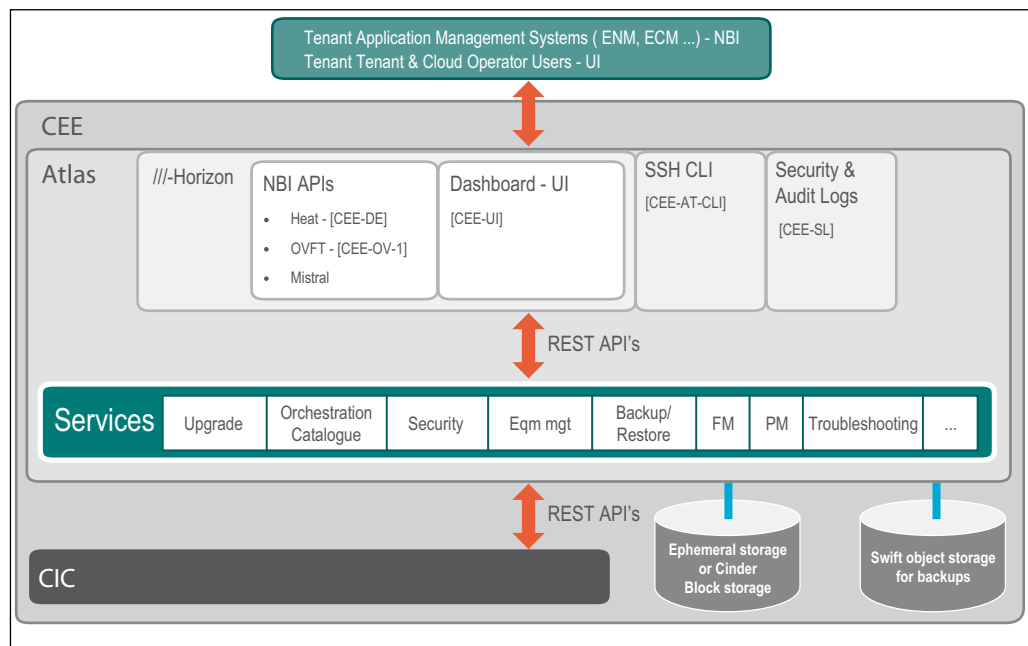 Tenant Application Management Systems ( ENM, ECM ...) - NBI
Tenant Tenant & Cloud Operator Users - UI
CEE
Atlas
///-Horizon
NBI APIs
• Heat - [CEE-DE]
• OVFT - [CEE-OV-1]
• Mistral
Dashboard - UI
[CEE-UI]
SSH CLI
[CEE-AT-CLI]
Security &
Audit Logs
[CEE-SL]
REST API's
Services
Upgrade
Orchestration
Catalogue
Security
Eqm mgt
Backup/
Restore
FM
PM
Troubleshooting
...
REST API's
CIC
Ephemeral storage
or Cinder
Block storage
Swift object storage
for backups